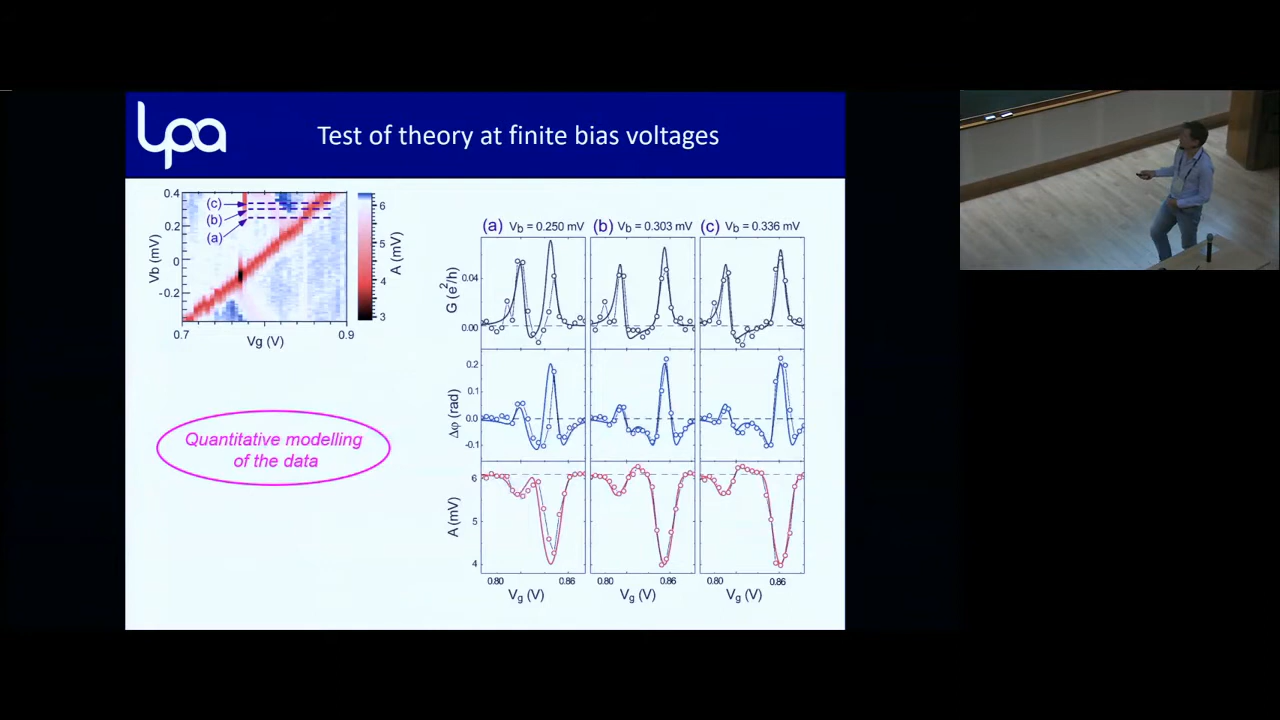 lpa
Test of theory at finite bias voltages
0.4
0.2
0
-0.2
Vb (mV)
(c)
(b)
(a)
0.7
0.9
Vg (V)
6
5
4
3
A (mV)
Quantitative modelling
of the data
(a) Vb = 0.250 mV
(b) Vb = 0.303 mV
(c) Vb = 0.336 mV
G (e²/h)
0.04
0.00
Δφ (rad)
0.2
0.1
0.0
-0.1
A (mV)
6
5
4
0.80 0.86 0.80 0.86 0.80 0.86
Vg (V) Vg (V) Vg (V)